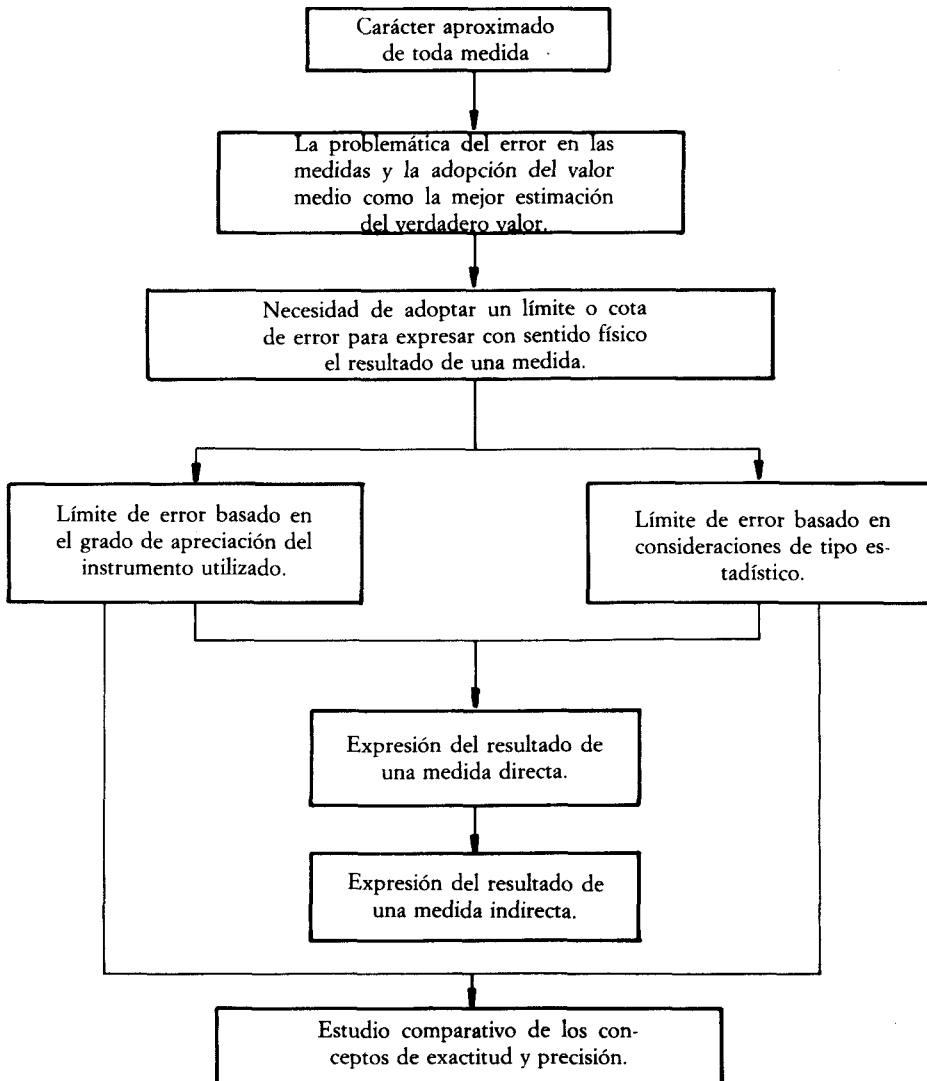 Carácter aproximado
de toda medida
La problemática del error en las
medidas y la adopción del valor
medio como la mejor estimación
del verdadero valor.
Necesidad de adoptar un límite o cota
de error para expresar con sentido físico
el resultado de una medida.
Límite de error basado en
el grado de apreciación del
instrumento utilizado.
Límite de error basado en
consideraciones de tipo es-
tadístico.
Expresión del resultado de
una medida directa.
Expresión del resultado de
una medida indirecta.
Estudio comparativo de los con-
ceptos de exactitud y precisión.